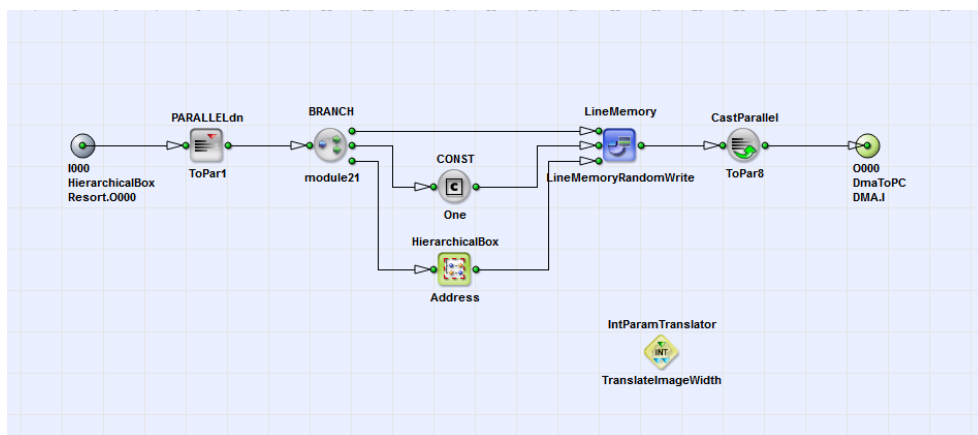 PARALLELdn
BRANCH
LineMemory
CastParallel
I000
HierarchicalBox
Resort.O000
ToPar1
module21
CONST
C
One
LineMemoryRandomWrite
ToPar8
O000
DmaToPC
DMA.I
HierarchicalBox
Address
IntParamTranslator
INT
TranslateImageWidth